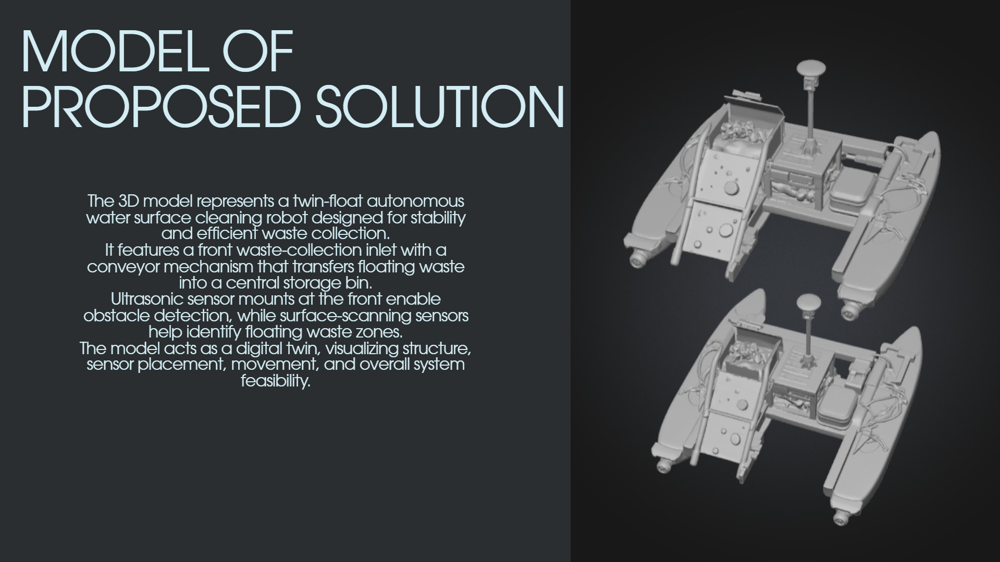 MODEL OF
PROPOSED SOLUTION
The 3D model represents a twin-float autonomous
water surface cleaning robot designed for stability
and efficient waste collection.
It features a front waste-collection inlet with a
conveyor mechanism that transfers floating waste
into a central storage bin.
Ultrasonic sensor mounts at the front enable
obstacle detection, while surface-scanning sensors
help identify floating waste zones.
The model acts as a digital twin, visualizing structure,
sensor placement, movement, and overall system
feasibility.